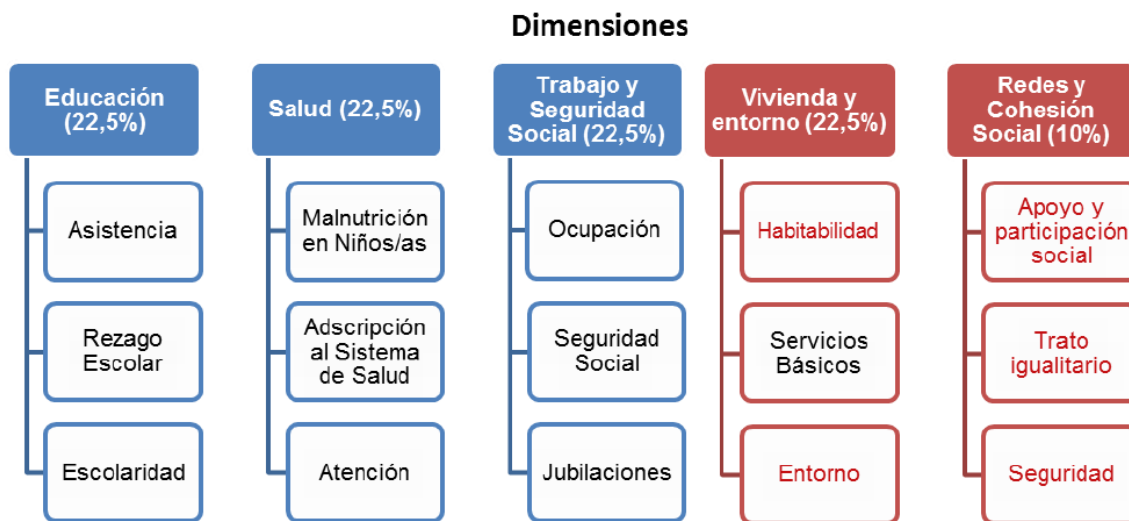 Dimensiones
Educación
(22,5%)
Asistencia
Rezago
Escolar
Escolaridad
Salud (22,5%)
Malnutrición
en Niños/as
Adscripción
al Sistema
de Salud
Atención
Trabajo y
Seguridad
Social (22,5%)
Ocupación
Seguridad
Social
Jubilaciones
Vivienda y
entorno (22,5%)
Habitabilidad
Servicios
Básicos
Entorno
Redes y
Cohesión
Social (10%)
Apoyo y
participación
social
Trato
igualitario
Seguridad